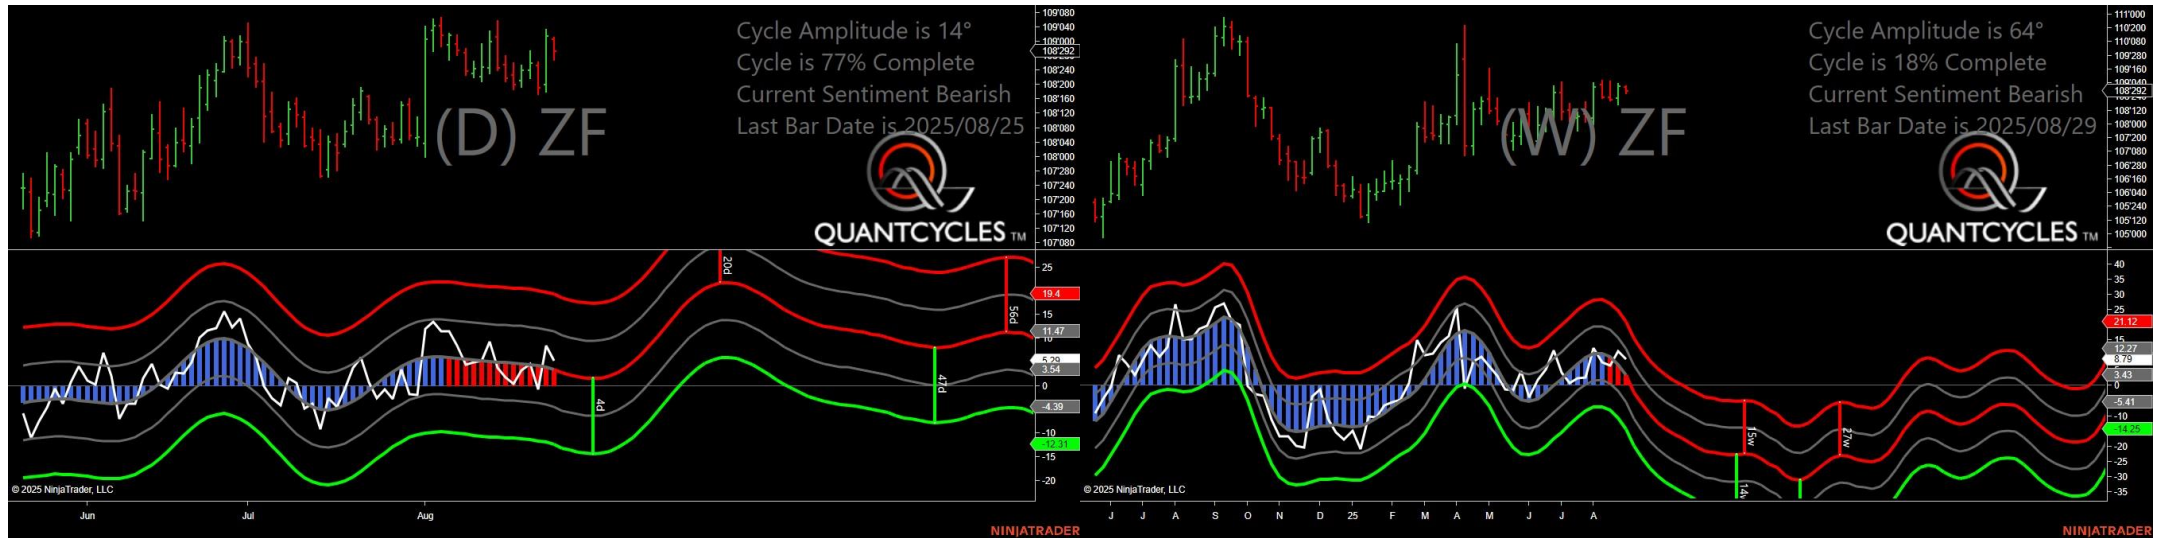 Cycle Amplitude is 14°
Cycle is 77% Complete
Current Sentiment Bearish
Last Bar Date is 2025/08/25
(D) ZF
QUANTCYCLES TM
109'080
109'040
109'000
108'292
108'240
108'200
108'160
108'120
108'080
108'040
108'000
107'280
107'240
107'200
107'160
107'120
107'080
20d
56d
4d
47d
25
19.4
15
11.47
10
5.29
3.54
0
-4.39
-10
-12.31
-15
-20
© 2025 NinjaTrader, LLC
Jun Jul Aug
NINJATRADER
Cycle Amplitude is 64°
Cycle is 18% Complete
Current Sentiment Bearish
Last Bar Date is 2025/08/29
(W) ZF
QUANTCYCLES TM
111'000
110'200
110'080
109'280
109'160
109'040
108'292
108'240
108'120
108'000
107'200
107'080
106'280
106'160
106'040
105'240
105'120
105'000
15w
27w
40
35
30
25
21.12
15
12.27
8.79
3.43
0
-5.41
-10
-14.25
-20
-25
-30
-35
© 2025 NinjaTrader, LLC
J J A S O N D 25 F M A M J J A
NINJATRADER